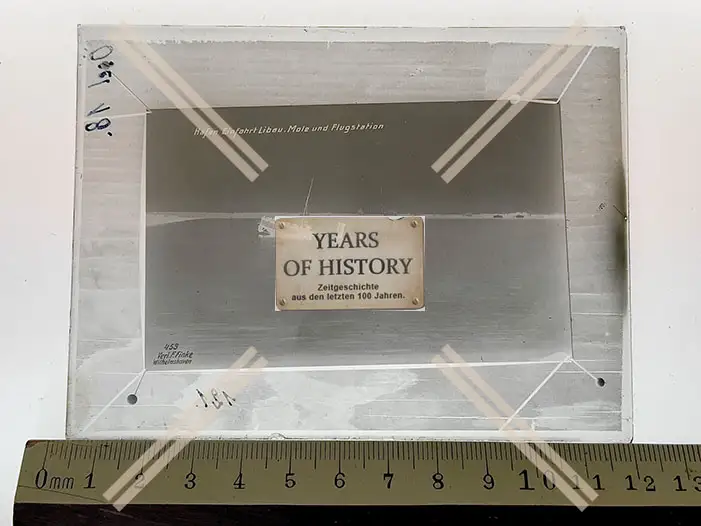 Hafen Einfahrt Libau. Mole und Flugstation
YEARS
OF HISTORY
Zeitgeschichte
aus den letzten 100 Jahren.
453
Verl. F. Finke
Wilhelmshaven
121.
0mm 1 2 3 4 5 6 7 8 9 10 11 12 13